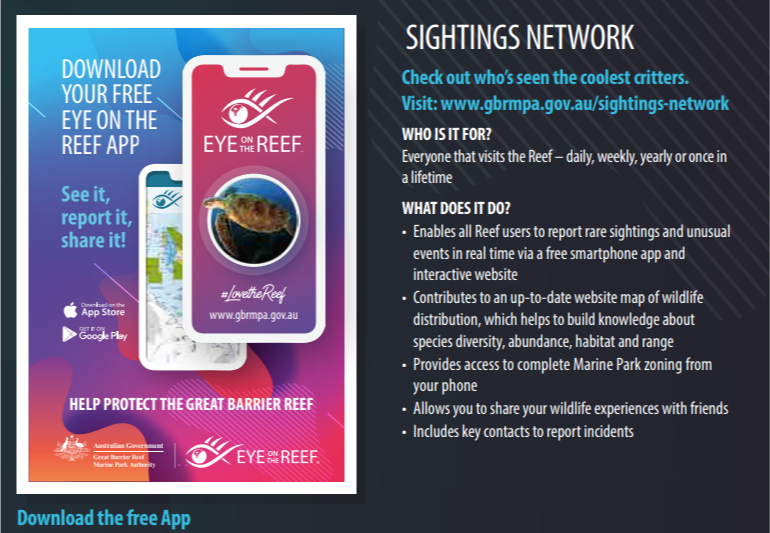 DOWNLOAD
YOUR FREE
EYE ON THE
REEF APP
See it,
report it,
share it!
Download on the
App Store
GET IT ON
Google Play
EYE ON THE REEF
#LovetheReef
www.gbrmpa.gov.au
HELP PROTECT THE GREAT BARRIER REEF
Australian Government
Great Barrier Reef
Marine Park Authority
EYE ON THE REEF
Download the free App
SIGHTINGS NETWORK
Check out who's seen the coolest critters.
Visit: www.gbrmpa.gov.au/sightings-network
WHO IS IT FOR?
Everyone that visits the Reef – daily, weekly, yearly or once in
a lifetime
WHAT DOES IT DO?
• Enables all Reef users to report rare sightings and unusual
events in real time via a free smartphone app and
interactive website
• Contributes to an up-to-date website map of wildlife
distribution, which helps to build knowledge about
species diversity, abundance, habitat and range
• Provides access to complete Marine Park zoning from
your phone
• Allows you to share your wildlife experiences with friends
• Includes key contacts to report incidents